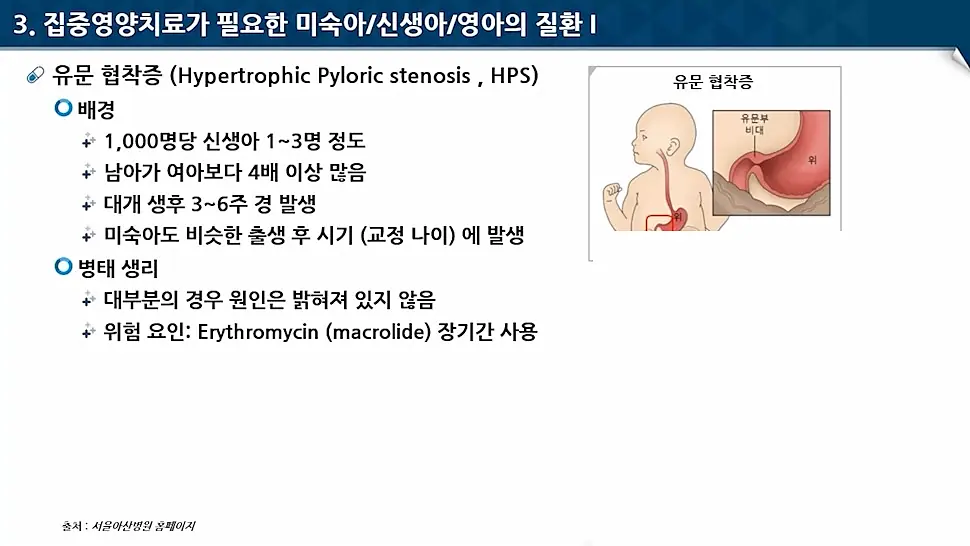 3. 집중영양치료가 필요한 미숙아/신생아/영아의 질환 I
유문 협착증 (Hypertrophic Pyloric stenosis , HPS)
배경
1,000명당 신생아 1~3명 정도
남아가 여아보다 4배 이상 많음
대개 생후 3~6주 경 발생
미숙아도 비슷한 출생 후 시기 (교정 나이) 에 발생
병태 생리
대부분의 경우 원인은 밝혀져 있지 않음
위험 요인: Erythromycin (macrolide) 장기간 사용
유문 협착증
유문부
비대
위
위
출처 : 서울아산병원 홈페이지